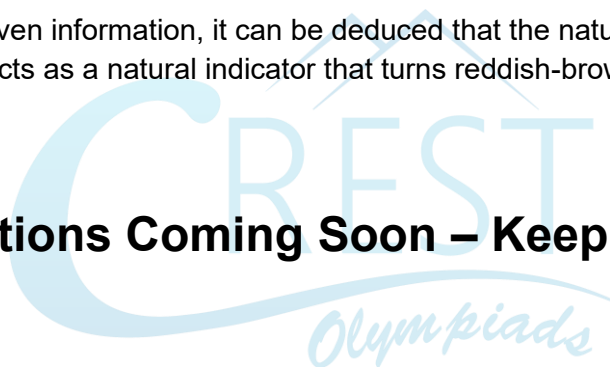 ven information, it can be deduced that the natu
cts as a natural indicator that turns reddish-brow
CREST
tions Coming Soon – Keep
Olympiads